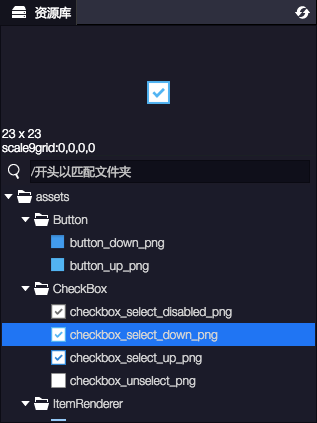 资源库
23 x 23
scale9grid:0,0,0,0
/开头以匹配文件夹
assets
Button
button_down_png
button_up_png
CheckBox
checkbox_select_disabled_png
checkbox_select_down_png
checkbox_select_up_png
checkbox_unselect_png
ItemRenderer